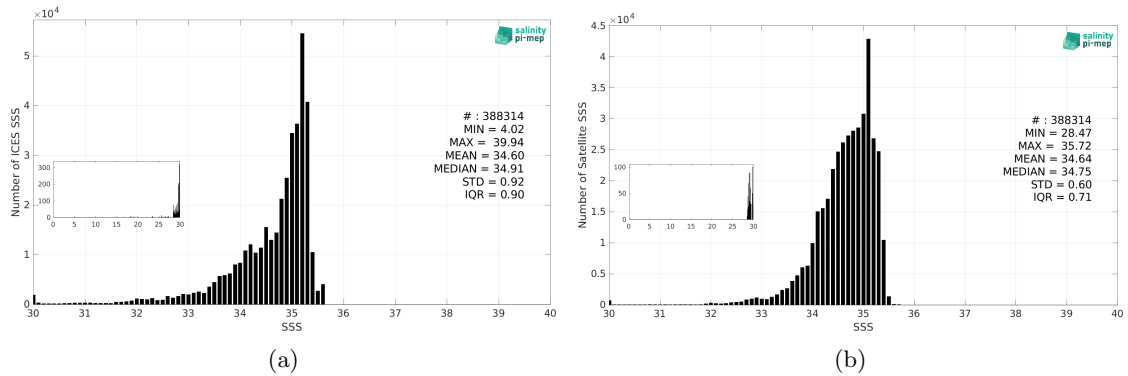 ×10⁴
salinity
pi-mep
5
4
3
2
1
0
Number of ICES SSS
# : 388314
MIN = 4.02
MAX = 39.94
MEAN = 34.60
MEDIAN = 34.91
STD = 0.92
IQR = 0.90
300
200
100
0
0 5 10 15 20 25 30
30 31 32 33 34 35 36 37 38 39 40
SSS
(a)
×10⁴
salinity
pi-mep
4.5
4
3.5
3
2.5
2
1.5
1
0.5
0
Number of Satellite SSS
# : 388314
MIN = 28.47
MAX = 35.72
MEAN = 34.64
MEDIAN = 34.75
STD = 0.60
IQR = 0.71
100
50
0
0 5 10 15 20 25 30
30 31 32 33 34 35 36 37 38 39 40
SSS
(b)